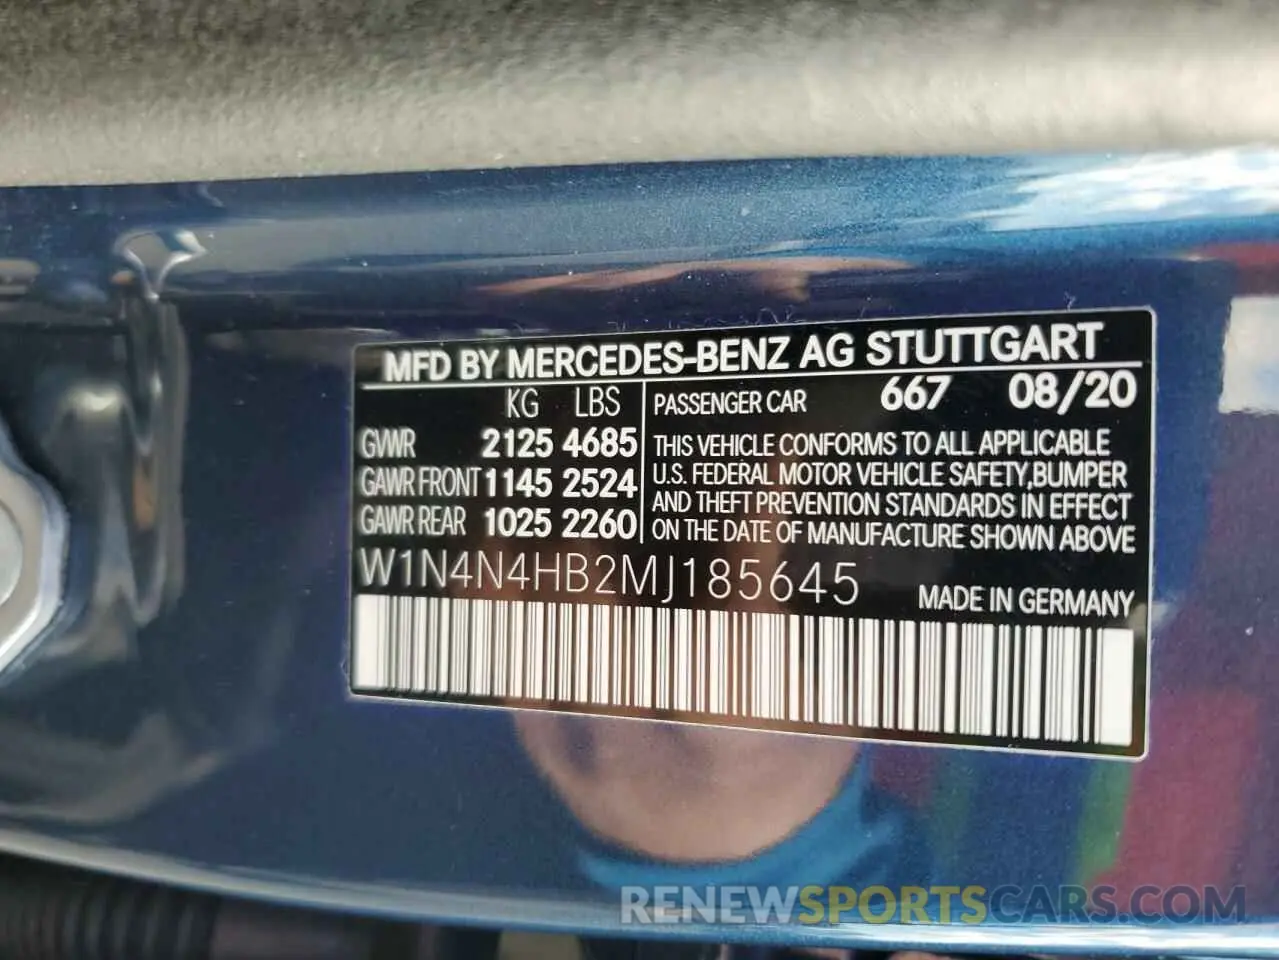 MFD BY MERCEDES-BENZ AG STUTTGART
KG LBS
PASSENGER CAR 667 08/20
GVWR 2125 4685
GAWR FRONT 1145 2524
GAWR REAR 1025 2260
THIS VEHICLE CONFORMS TO ALL APPLICABLE
U.S. FEDERAL MOTOR VEHICLE SAFETY,BUMPER
AND THEFT PREVENTION STANDARDS IN EFFECT
ON THE DATE OF MANUFACTURE SHOWN ABOVE
W1N4N4HB2MJ185645
MADE IN GERMANY
RENEWSPORTSCARS.COM